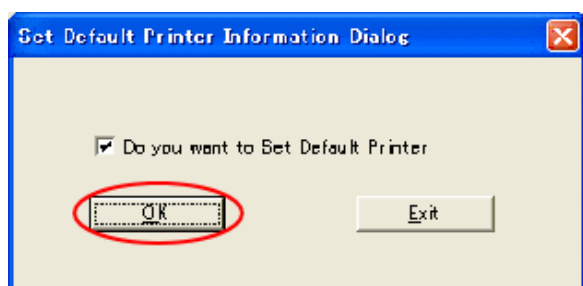 Set Default Printer Information Dialog
Do you want to Set Default Printer
OK
Exit